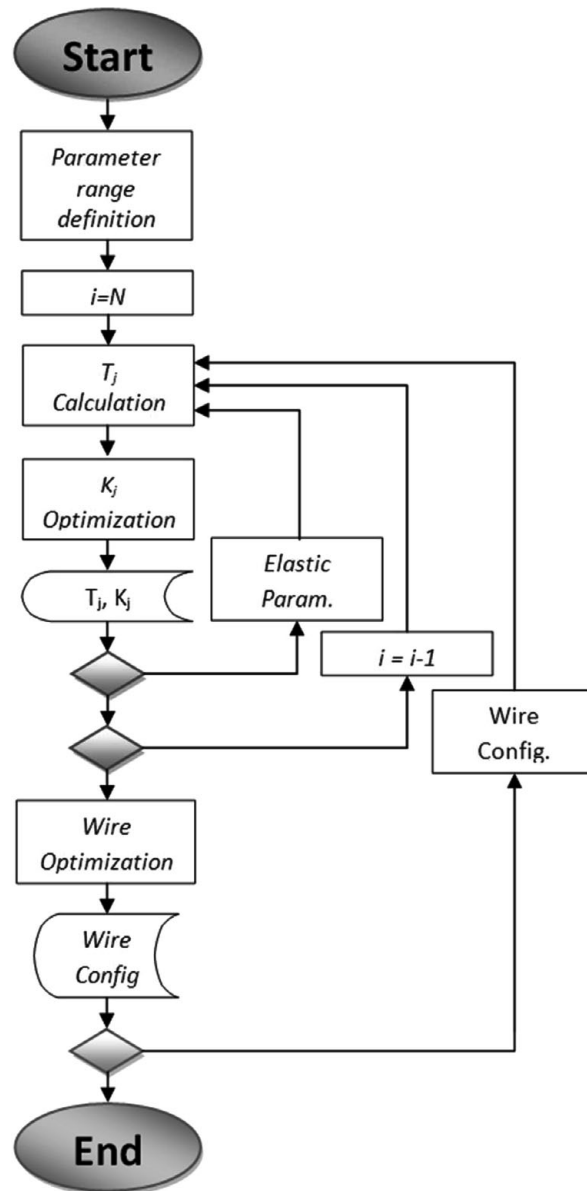 Start
Parameter
range
definition
i=N
Tj
Calculation
Kj
Optimization
Tj, Kj
Elastic
Param.
i = i-1
Wire
Config.
Wire
Optimization
Wire
Config
End